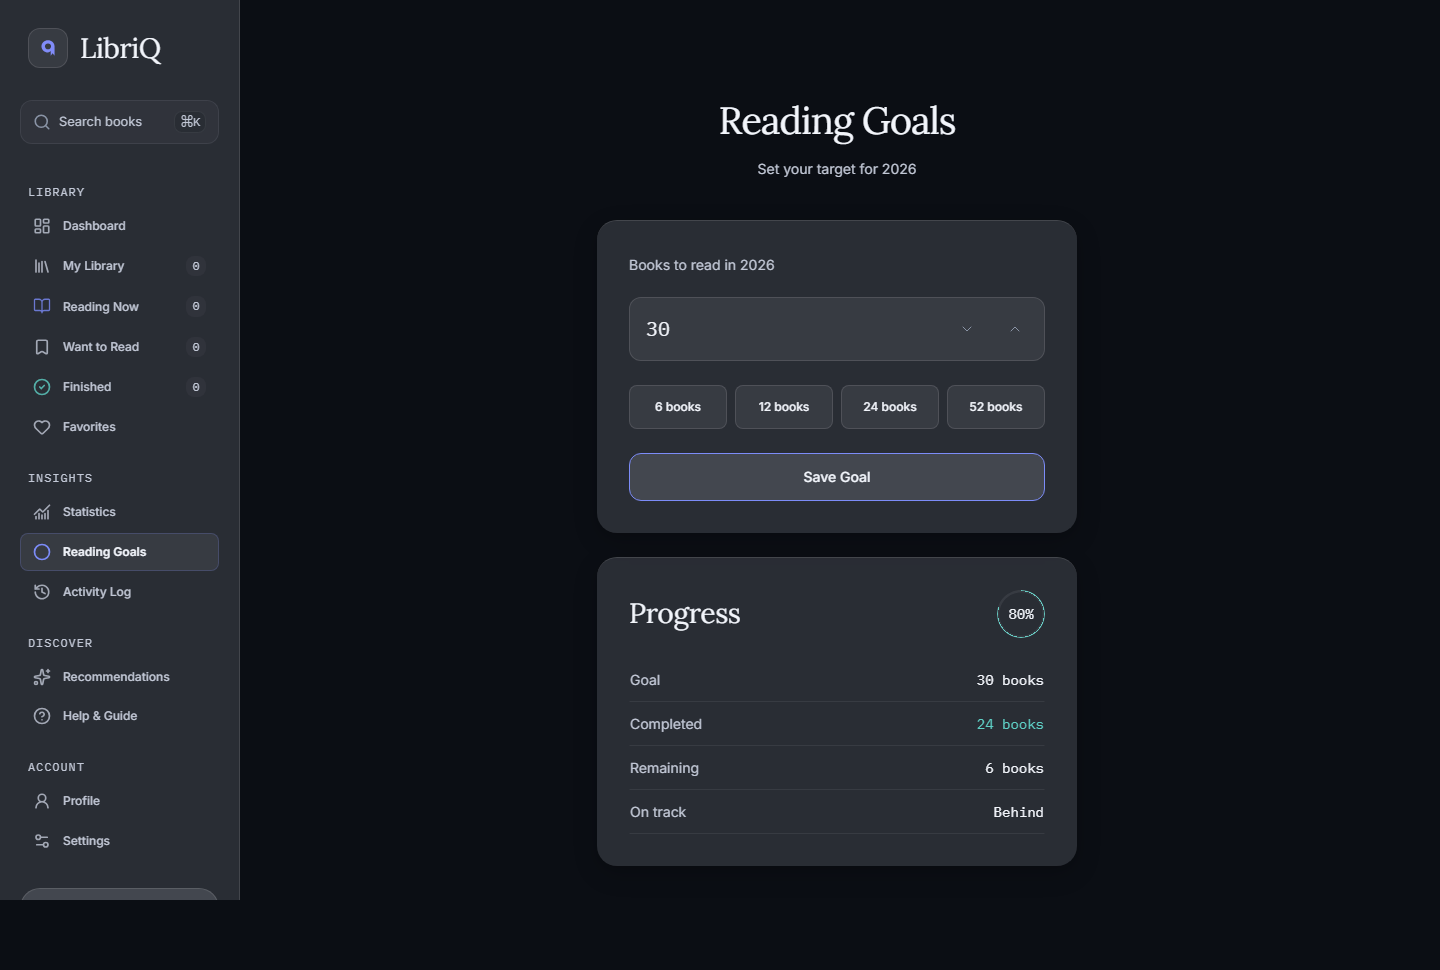 LibriQ
Search books ⌘K
LIBRARY
Dashboard
My Library 0
Reading Now 0
Want to Read 0
Finished 0
Favorites
INSIGHTS
Statistics
Reading Goals
Activity Log
DISCOVER
Recommendations
Help & Guide
ACCOUNT
Profile
Settings
Reading Goals
Set your target for 2026
Books to read in 2026
30
6 books 12 books 24 books 52 books
Save Goal
Progress 80%
Goal 30 books
Completed 24 books
Remaining 6 books
On track Behind